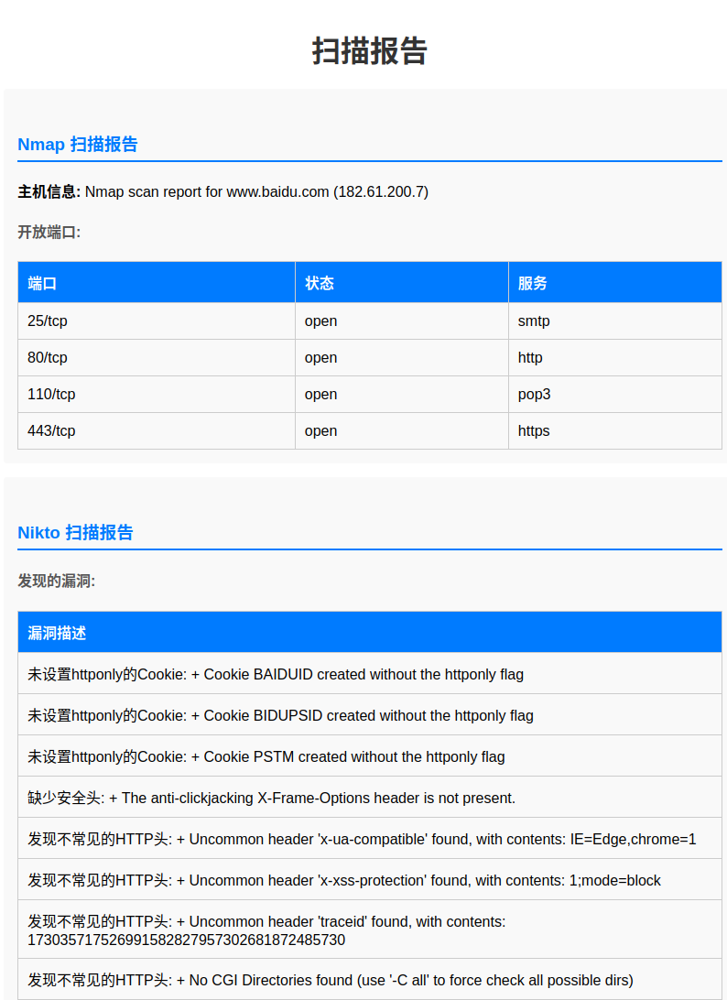 扫描报告
Nmap 扫描报告
主机信息: Nmap scan report for www.baidu.com (182.61.200.7)
开放端口:
端口 状态 服务
25/tcp open smtp
80/tcp open http
110/tcp open pop3
443/tcp open https
Nikto 扫描报告
发现的漏洞:
漏洞描述
未设置httponly的Cookie: + Cookie BAIDUID created without the httponly flag
未设置httponly的Cookie: + Cookie BIDUPSID created without the httponly flag
未设置httponly的Cookie: + Cookie PSTM created without the httponly flag
缺少安全头: + The anti-clickjacking X-Frame-Options header is not present.
发现不常见的HTTP头: + Uncommon header 'x-ua-compatible' found, with contents: IE=Edge,chrome=1
发现不常见的HTTP头: + Uncommon header 'x-xss-protection' found, with contents: 1;mode=block
发现不常见的HTTP头: + Uncommon header 'traceid' found, with contents:
1730357175269915828279573026818724857​30
发现不常见的HTTP头: + No CGI Directories found (use '-C all' to force check all possible dirs)